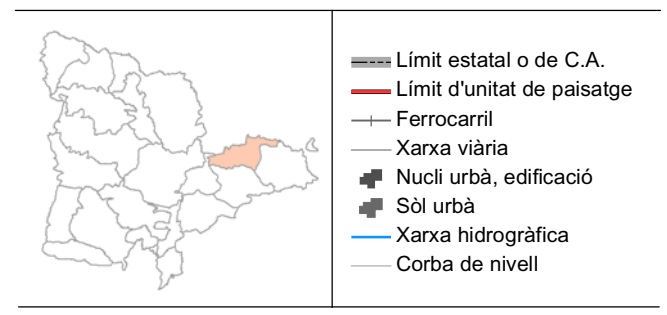 Límit estatal o de C.A.
Límit d'unitat de paisatge
Ferrocarril
Xarxa viària
Nucli urbà, edificació
Sòl urbà
Xarxa hidrogràfica
Corba de nivell